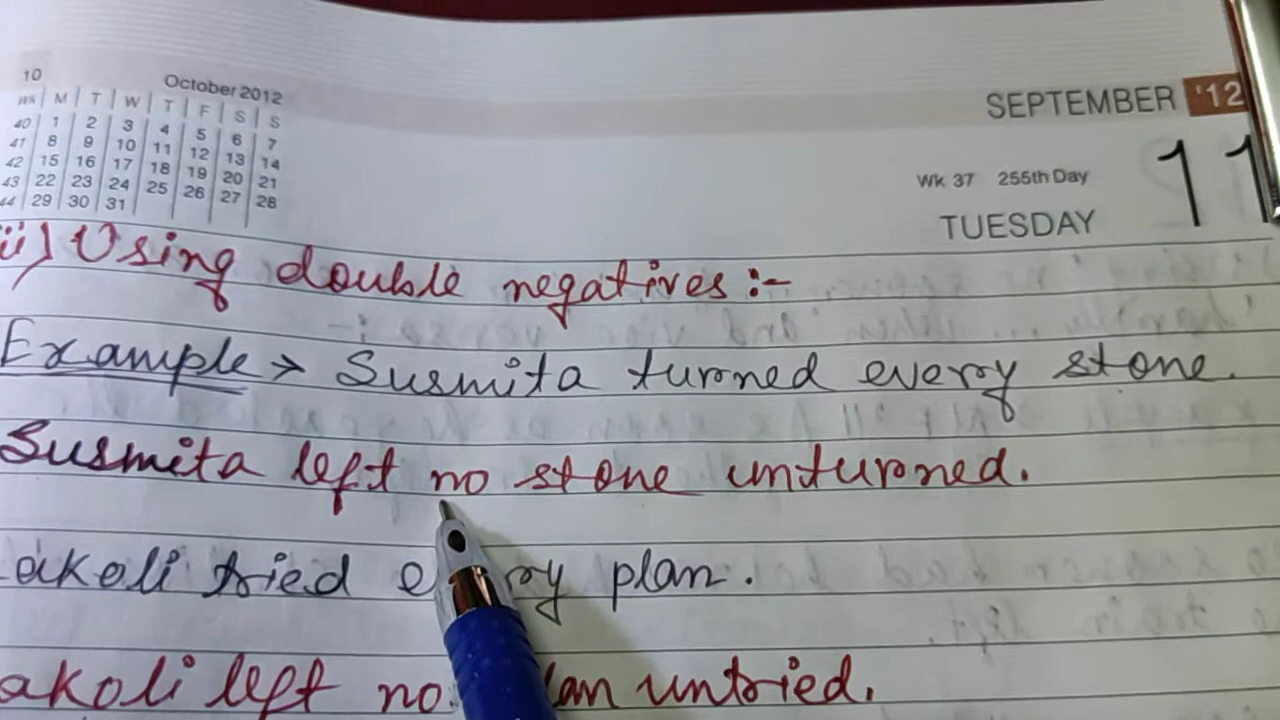 10
October 2012
Wk M T W T F S S
40 1 2 3 4 5 6 7
41 8 9 10 11 12 13 14
42 15 16 17 18 19 20 21
43 22 23 24 25 26 27 28
44 29 30 31
SEPTEMBER '12
11
Wk 37 255th Day
TUESDAY
ii) Using double negatives :-
Example > Susmita turned every stone.
Susmita left no stone unturned.
akoli tried plan.
akoli left no untried.